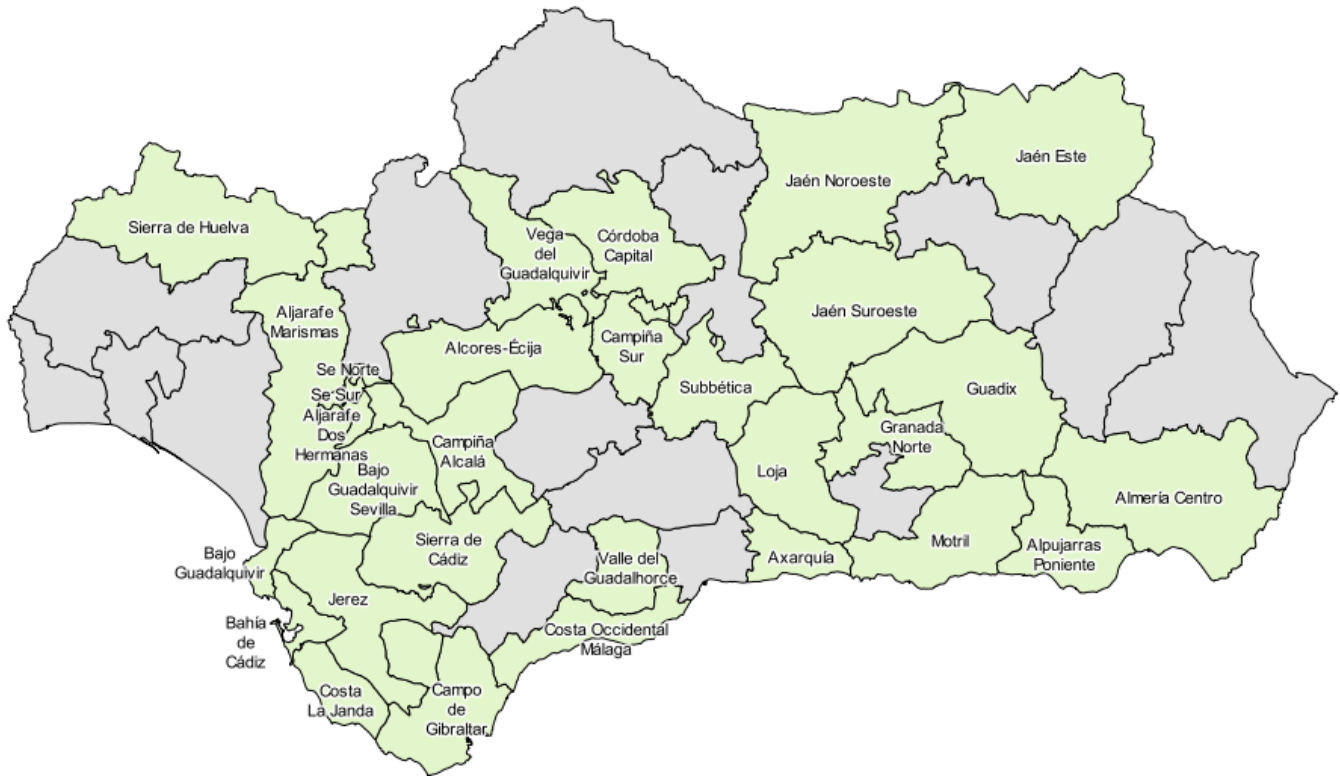 Jaén Este
Jaén Noroeste
Sierra de Huelva
Vega
del
Guadalquivir
Córdoba
Capital
Aljarafe
Marismas
Jaén Suroeste
Alcores-Écija
Campiña
Sur
Se Norte
Subbética
Guadix
Se Sur
Aljarafe
Dos
Hermanas
Granada
Norte
Campiña
Alcalá
Bajo
Guadalquivir
Sevilla
Loja
Almería Centro
Sierra de
Cádiz
Motril
Alpujarras
Poniente
Bajo
Guadalquivir
Valle del
Guadalhorce
Axarquía
Jerez
Bahía
de
Cádiz
Costa Occidental
Málaga
Costa
La Janda
Campo
de
Gibraltar